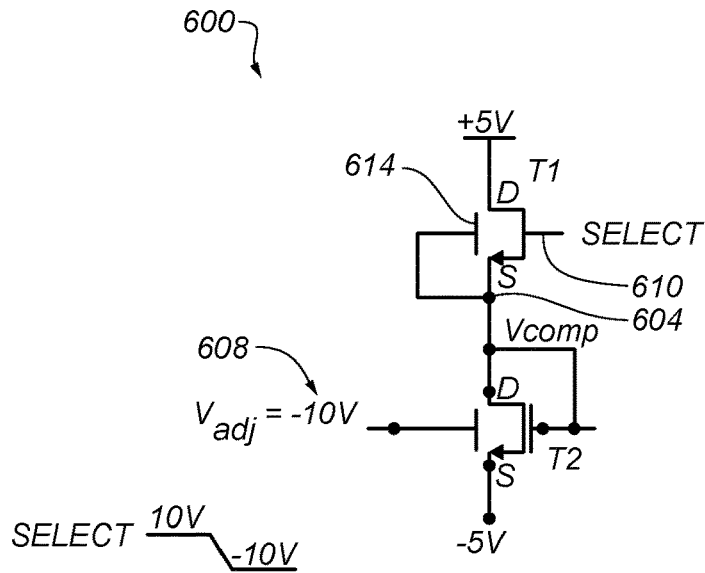 600
+5V
614
D
T1
SELECT
S
610
604
Vcomp
608
D
Vadj = -10V
T2
S
-5V
SELECT 10V
-10V